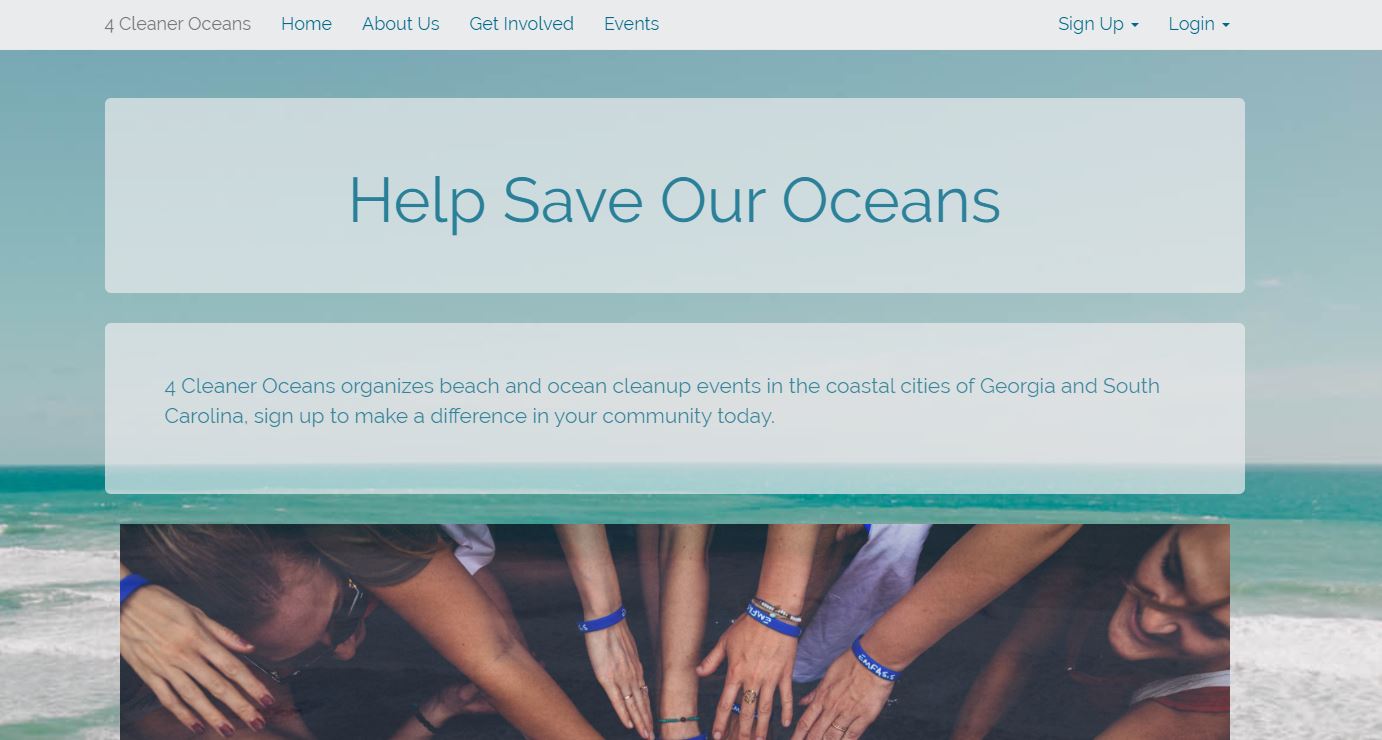 4 Cleaner Oceans Home About Us Get Involved Events Sign Up Login
Help Save Our Oceans
4 Cleaner Oceans organizes beach and ocean cleanup events in the coastal cities of Georgia and South
Carolina, sign up to make a difference in your community today.
EMFASIS